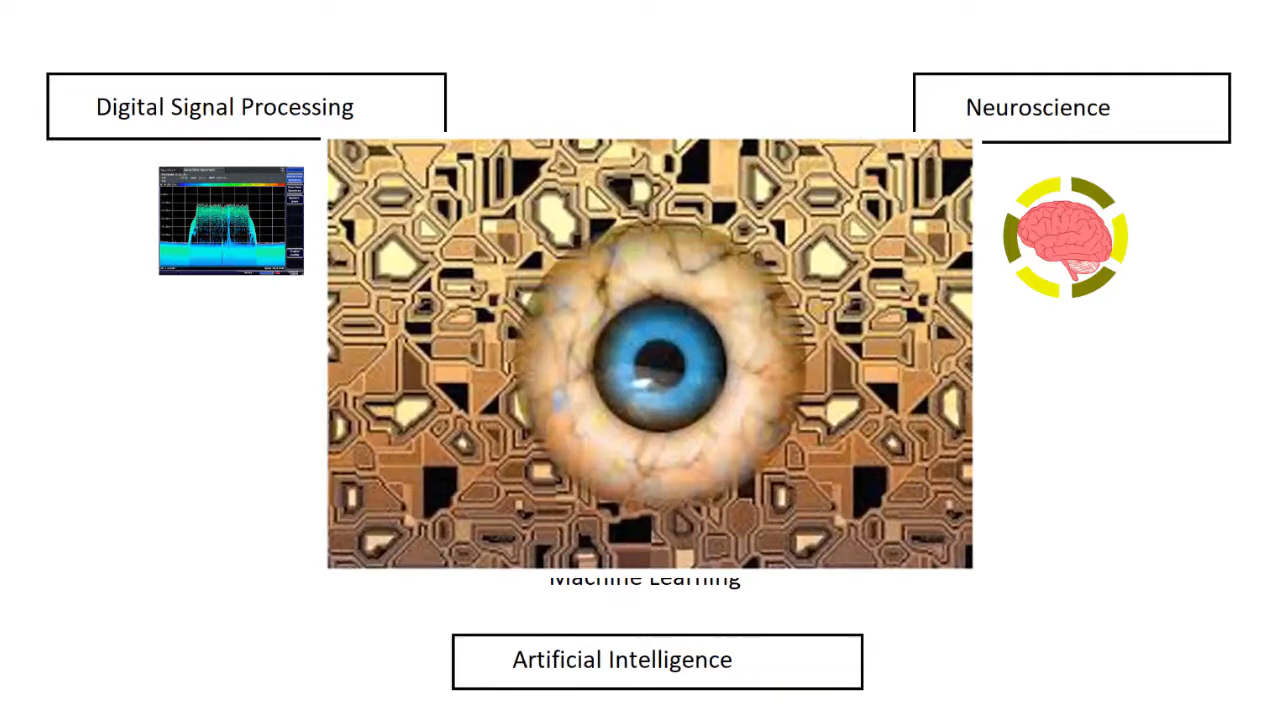 Digital Signal Processing
Neuroscience
Machine Learning
Artificial Intelligence